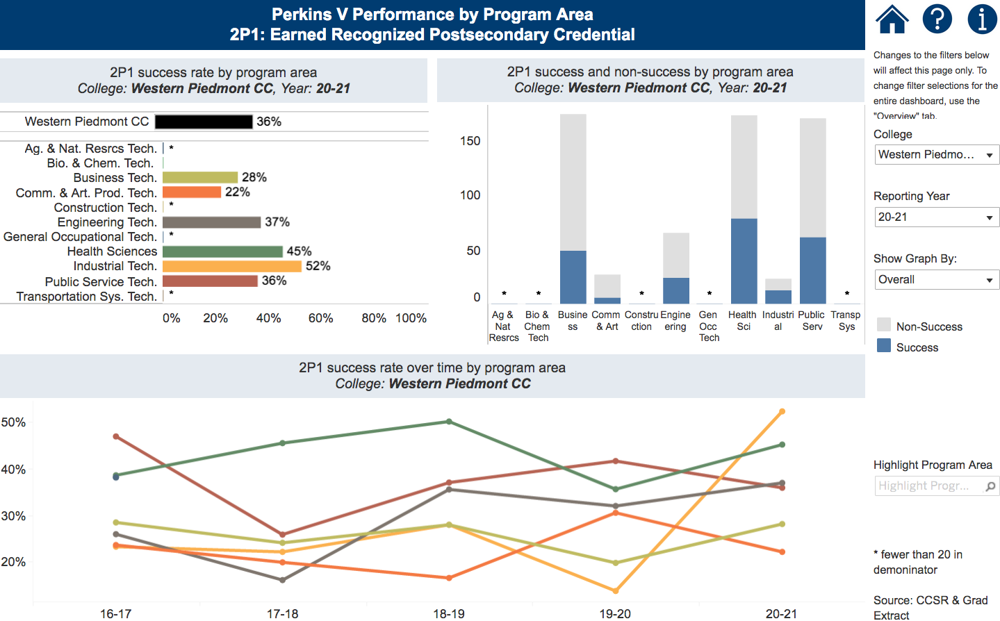 Perkins V Performance by Program Area
2P1: Earned Recognized Postsecondary Credential
Changes to the filters below
will affect this page only. To
change filter selections for the
entire dashboard, use the
"Overview" tab.
2P1 success rate by program area
College: Western Piedmont CC, Year: 20-21
Western Piedmont CC 36%
Ag. & Nat. Resrcs Tech. *
Bio. & Chem. Tech.
Business Tech. 28%
Comm. & Art. Prod. Tech. 22%
Construction Tech. *
Engineering Tech. 37%
General Occupational Tech. *
Health Sciences 45%
Industrial Tech. 52%
Public Service Tech. 36%
Transportation Sys. Tech. *
0% 20% 40% 60% 80% 100%
2P1 success and non-success by program area
College: Western Piedmont CC, Year: 20-21
150
100
50
0
* * * * *
Ag & Nat Resrcs
Bio & Chem Tech
Busine
ss
Comm
& Art
Constru
ction
Engine
ering
Gen
Occ
Tech
Health
Sci
Industri
al
Public
Serv
Transp
Sys
College
Western Piedmo...
Reporting Year
20-21
Show Graph By:
Overall
Non-Success
Success
2P1 success rate over time by program area
College: Western Piedmont CC
50%
40%
30%
20%
16-17 17-18 18-19 19-20 20-21
Highlight Program Area
Highlight Progr...
* fewer than 20 in
demoninator
Source: CCSR & Grad
Extract